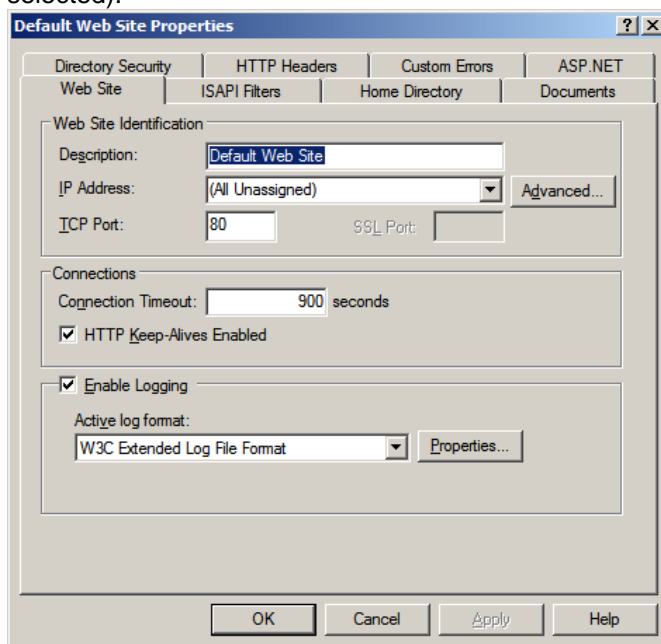 selected).
Default Web Site Properties
Directory Security HTTP Headers Custom Errors ASP.NET
Web Site ISAPI Filters Home Directory Documents
Web Site Identification
Description: Default Web Site
IP Address: (All Unassigned) Advanced...
TCP Port: 80 SSL Port:
Connections
Connection Timeout: 900 seconds
HTTP Keep-Alives Enabled
Enable Logging
Active log format:
W3C Extended Log File Format Properties...
OK Cancel Apply Help